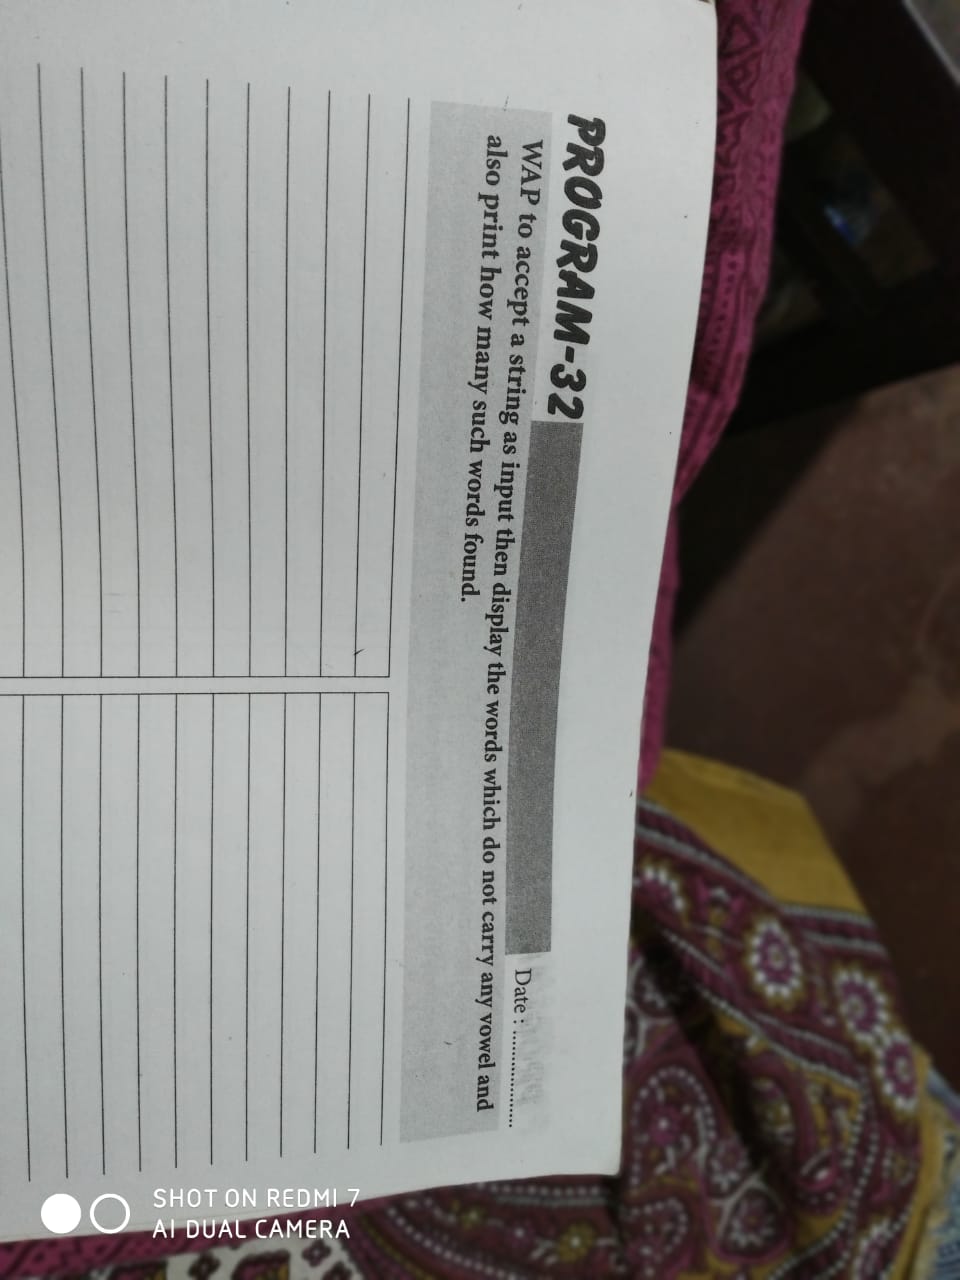 PROGRAM-32
Date : ....................
WAP to accept a string as input then display the words which do not carry any vowel and
also print how many such words found.
SHOT ON REDMI 7
AI DUAL CAMERA